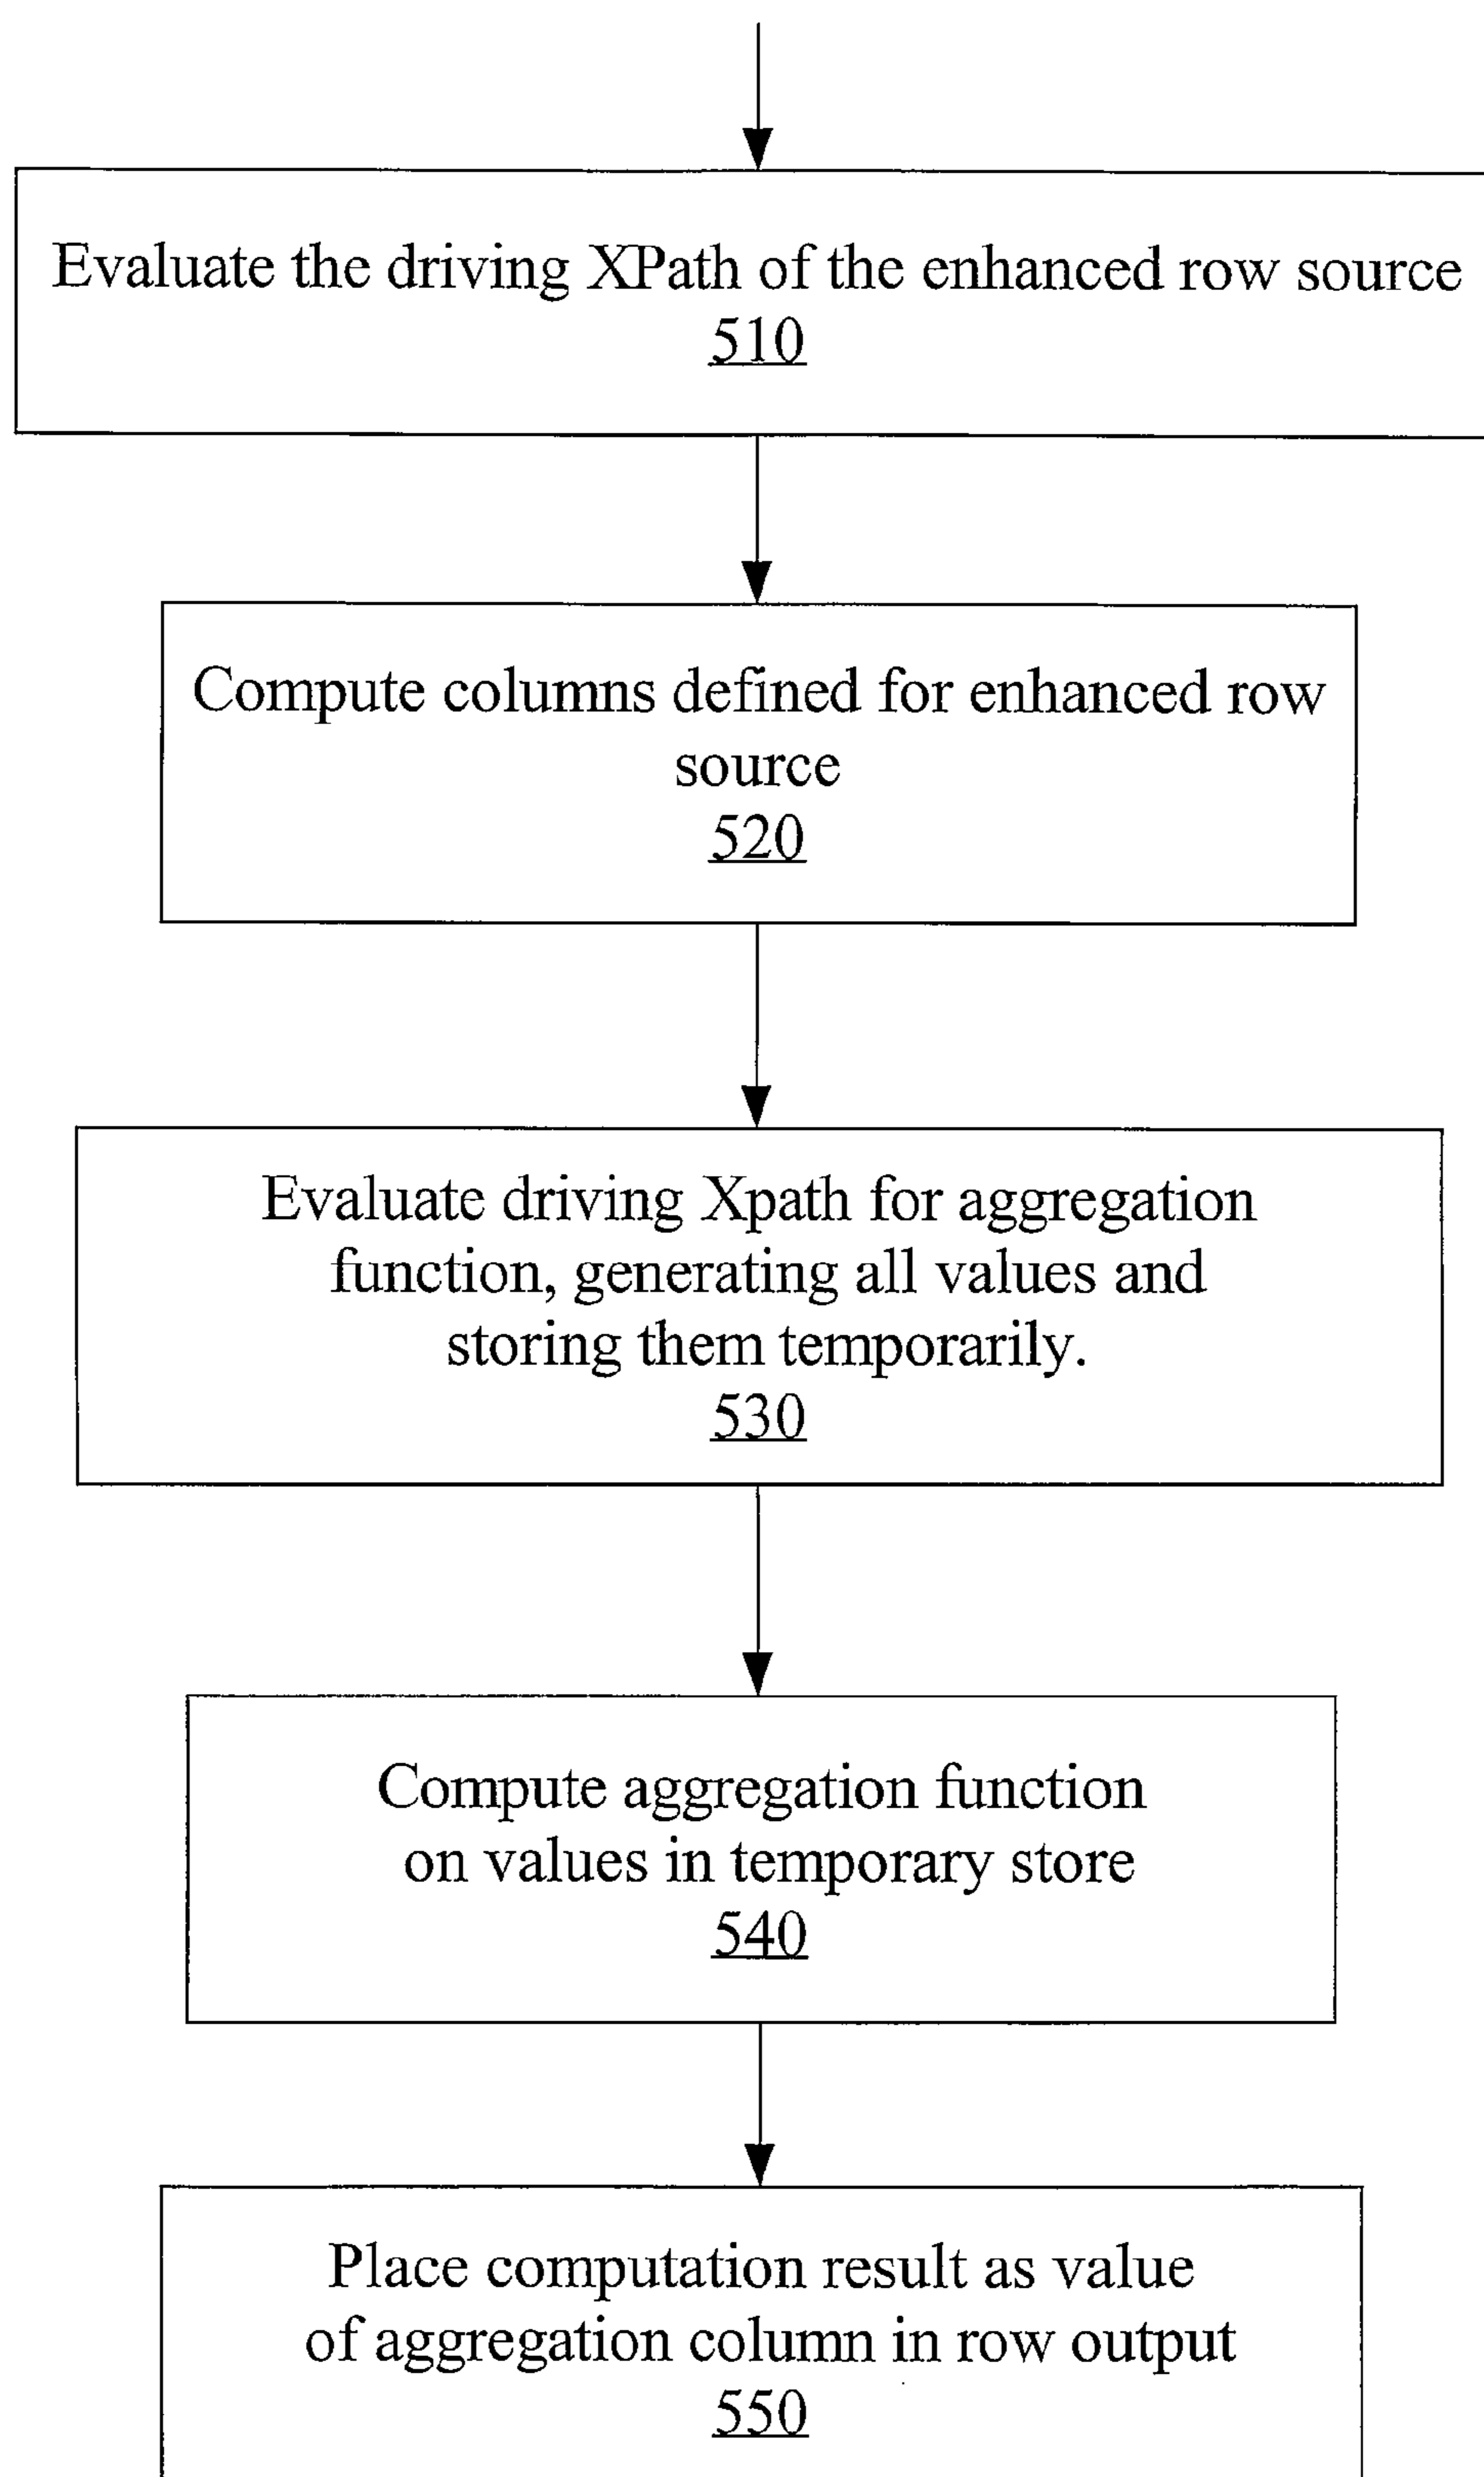 Evaluate the driving XPath of the enhanced row source
510
Compute columns defined for enhanced row
source
520
Evaluate driving Xpath for aggregation
function, generating all values and
storing them temporarily.
530
Compute aggregation function
on values in temporary store
540
Place computation result as value
of aggregation column in row output
550